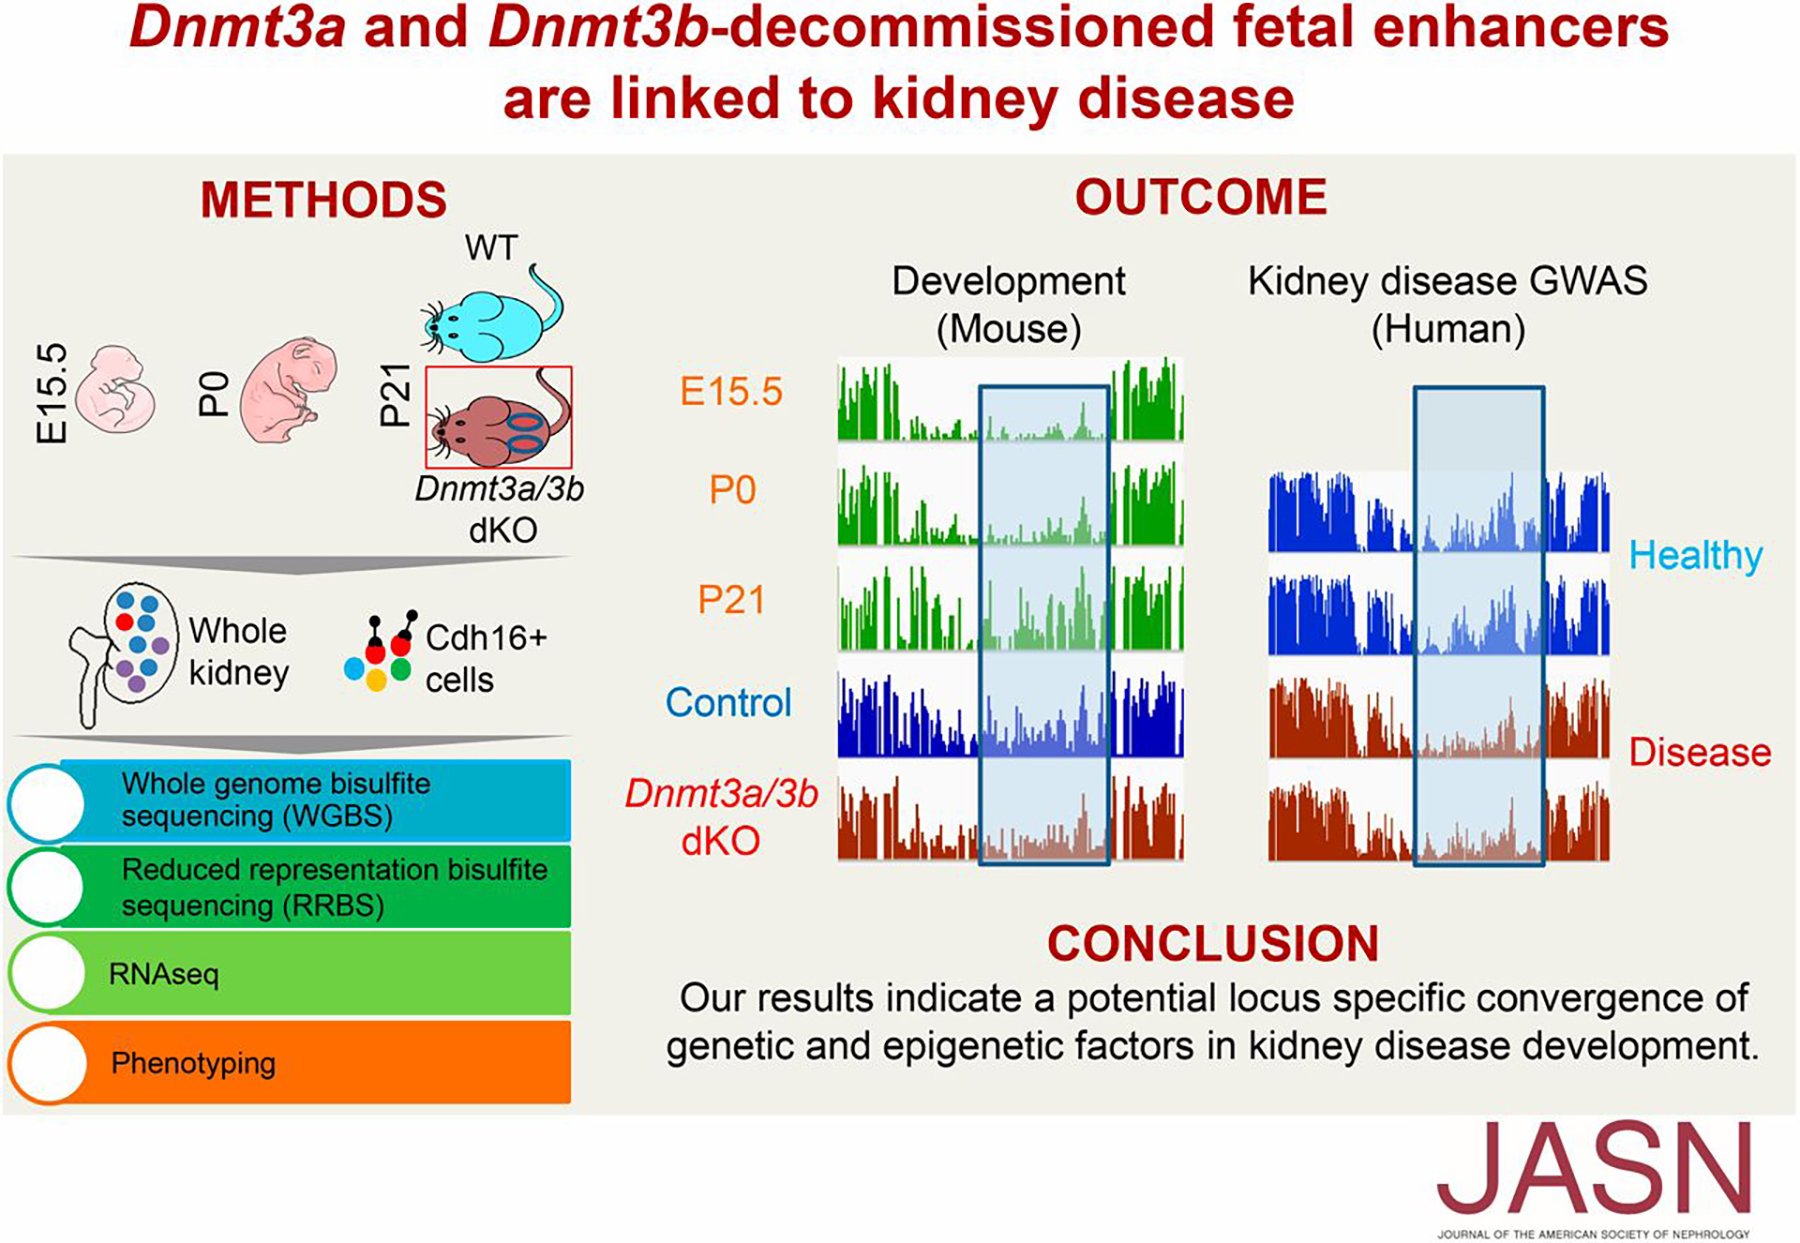 Dnmt3a and Dnmt3b-decommissioned fetal enhancers
are linked to kidney disease
METHODS
WT
E15.5
P0
P21
Dnmt3a/3b
dKO
Whole
kidney
Cdh16+
cells
Whole genome bisulfite
sequencing (WGBS)
Reduced representation bisulfite
sequencing (RRBS)
RNAseq
Phenotyping
OUTCOME
Development
(Mouse)
Kidney disease GWAS
(Human)
E15.5
P0
P21
Control
Dnmt3a/3b
dKO
Healthy
Disease
CONCLUSION
Our results indicate a potential locus specific convergence of
genetic and epigenetic factors in kidney disease development.
JASN
JOURNAL OF THE AMERICAN SOCIETY OF NEPHROLOGY